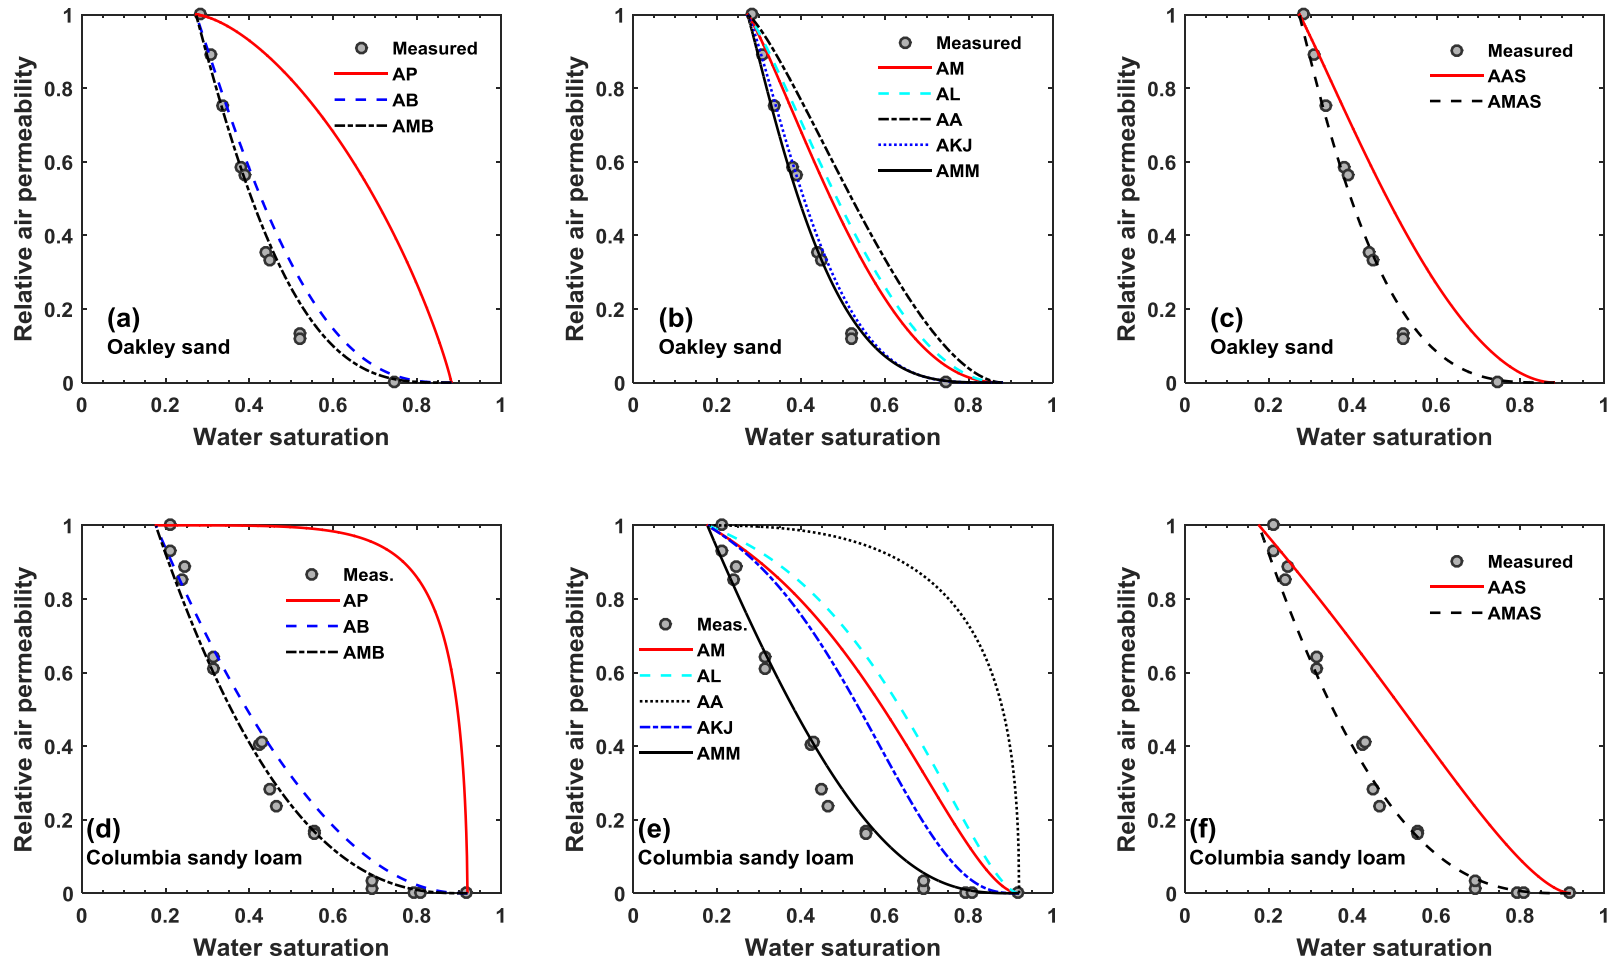 Relative air permeability
1
0.8
0.6
0.4
0.2
0
Measured
AP
AB
AMB
(a)
Oakley sand
0 0.2 0.4 0.6 0.8 1
Water saturation
Relative air permeability
1
0.8
0.6
0.4
0.2
0
Measured
AM
AL
AA
AKJ
AMM
(b)
Oakley sand
0 0.2 0.4 0.6 0.8 1
Water saturation
Relative air permeability
1
0.8
0.6
0.4
0.2
0
Measured
AAS
AMAS
(c)
Oakley sand
0 0.2 0.4 0.6 0.8 1
Water saturation
Relative air permeability
1
0.8
0.6
0.4
0.2
0
Meas.
AP
AB
AMB
(d)
Columbia sandy loam
0 0.2 0.4 0.6 0.8 1
Water saturation
Relative air permeability
1
0.8
0.6
0.4
0.2
0
Meas.
AM
AL
AA
AKJ
AMM
(e)
Columbia sandy loam
0 0.2 0.4 0.6 0.8 1
Water saturation
Relative air permeability
1
0.8
0.6
0.4
0.2
0
Measured
AAS
AMAS
(f)
Columbia sandy loam
0 0.2 0.4 0.6 0.8 1
Water saturation